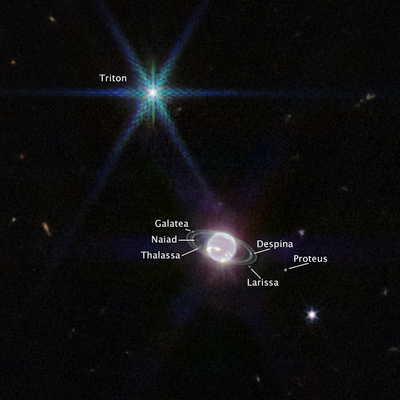 Triton
Galatea
Naiad
Thalassa
Despina
Proteus
Larissa